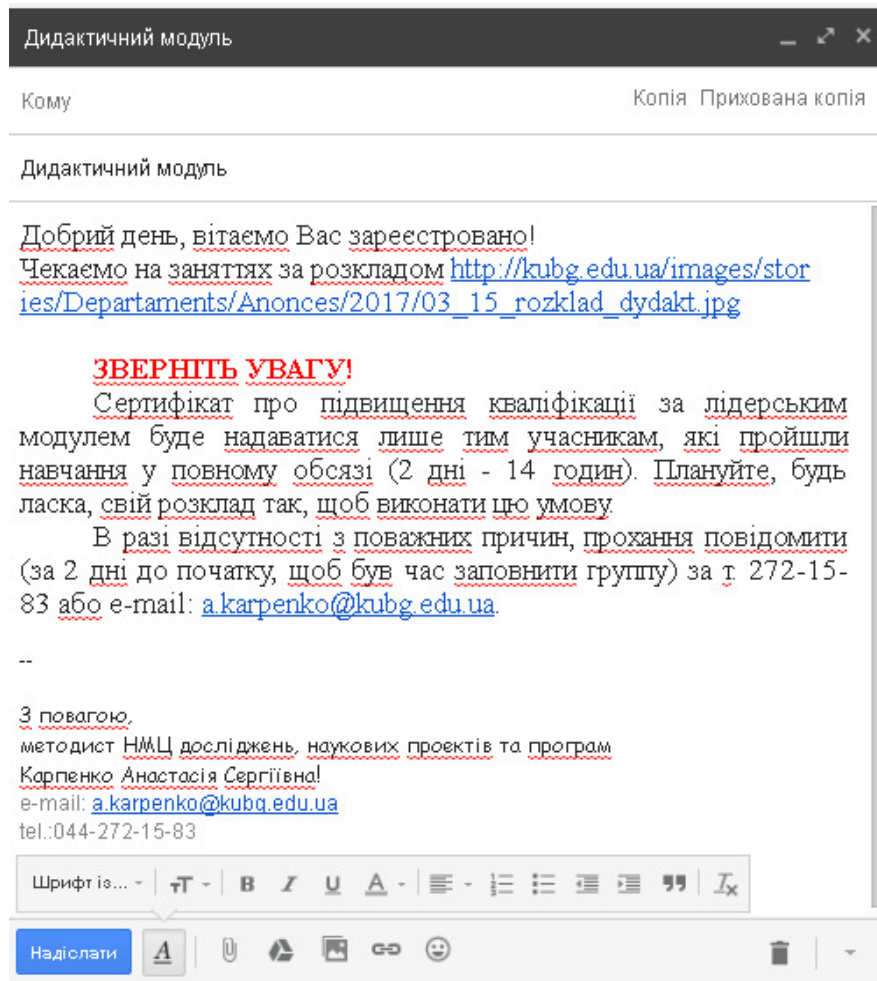 Дидактичний модуль
Кому Копія Прихована копія
Дидактичний модуль
Добрий день, вітаємо Вас зареєстровано!
Чекаємо на заняттях за розкладом http://kubg.edu.ua/images/stor
ies/Departaments/Anonces/2017/03_15_rozklad_dydakt.jpg
ЗВЕРНІТЬ УВАГУ!
Сертифікат про підвищення кваліфікації за лідерським
модулем буде надаватися лише тим учасникам, які пройшли
навчання у повному обсязі (2 дні - 14 годин). Плануйте, будь
ласка, свій розклад так, щоб виконати цю умову.
В разі відсутності з поважних причин, прохання повідомити
(за 2 дні до початку, щоб був час заповнити группу) за т. 272-15-
83 або e-mail: a.karpenko@kubg.edu.ua.
--
З повагою,
методист НМЦ досліджень, наукових проектів та програм
Карпенко Анастасія Сергіївна!
e-mail: a.karpenko@kubg.edu.ua
tel.:044-272-15-83
Шрифт із...
Надіслати